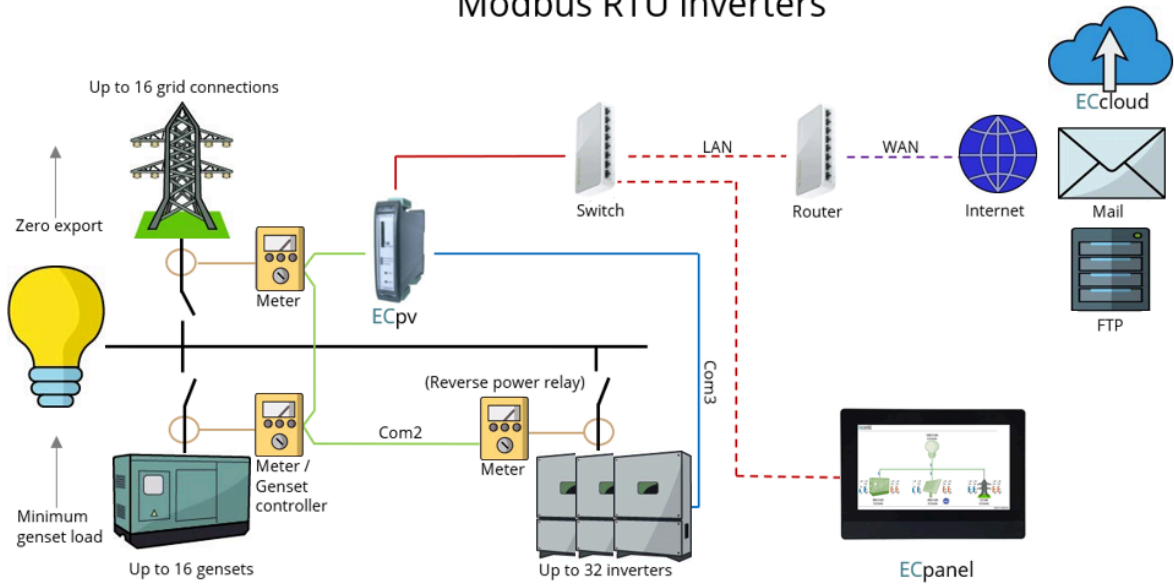 Modbus RTU Inverters
Up to 16 grid connections
ECcloud
LAN
WAN
Zero export
Switch
Router
Internet
Mail
Meter
ECpv
FTP
(Reverse power relay)
Com3
Com2
Meter /
Genset
controller
Meter
Minimum
genset load
Up to 16 gensets
Up to 32 inverters
ECpanel